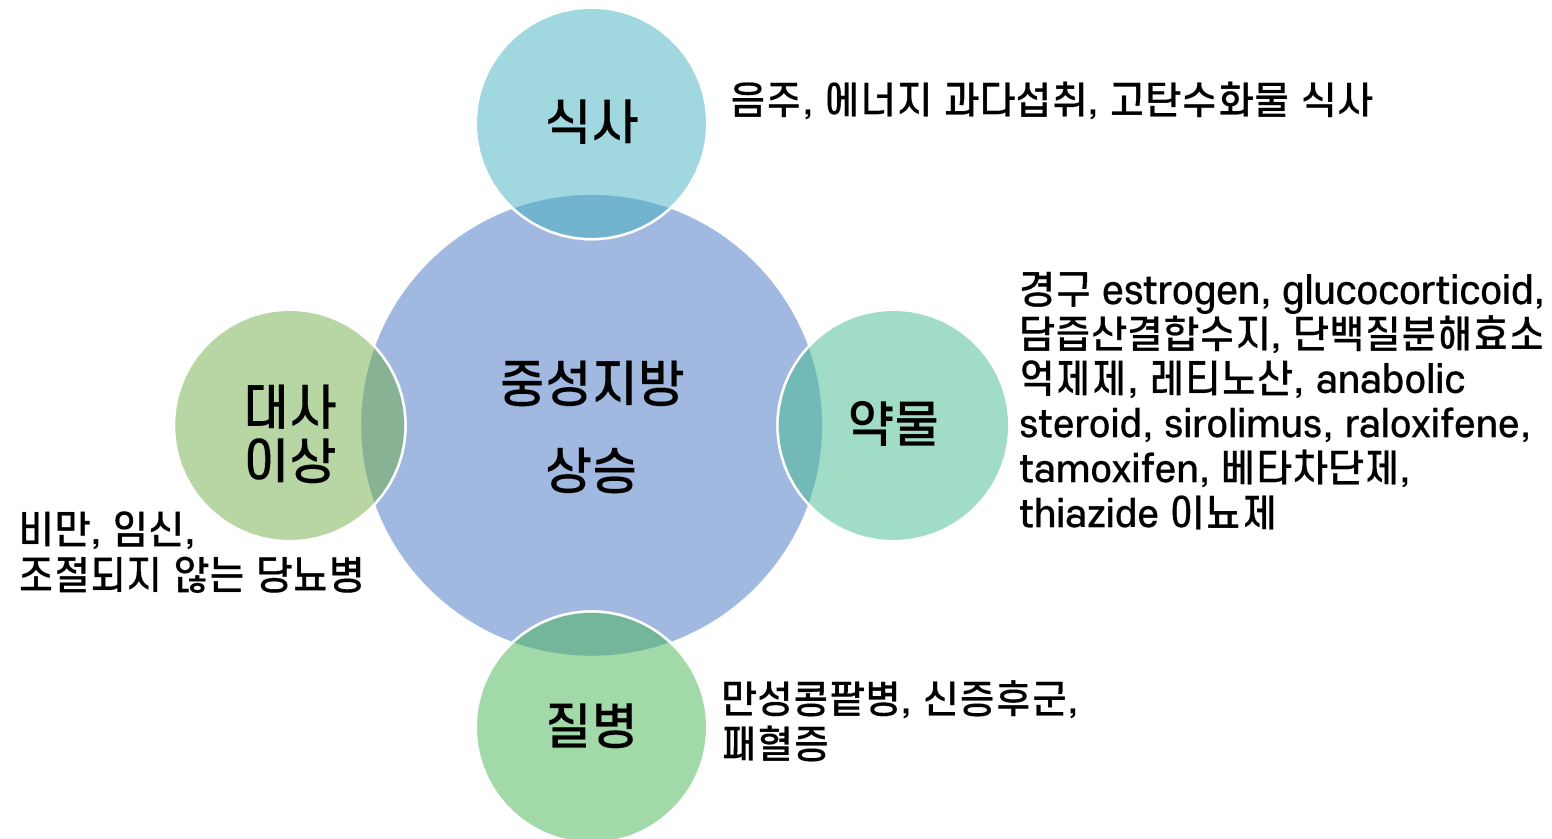 식사
음주, 에너지 과다섭취, 고탄수화물 식사
중성지방
상승
대사
이상
비만, 임신,
조절되지 않는 당뇨병
약물
경구 estrogen, glucocorticoid,
담즙산결합수지, 단백질분해효소
억제제, 레티노산, anabolic
steroid, sirolimus, raloxifene,
tamoxifen, 베타차단제,
thiazide 이뇨제
질병
만성콩팥병, 신증후군,
패혈증